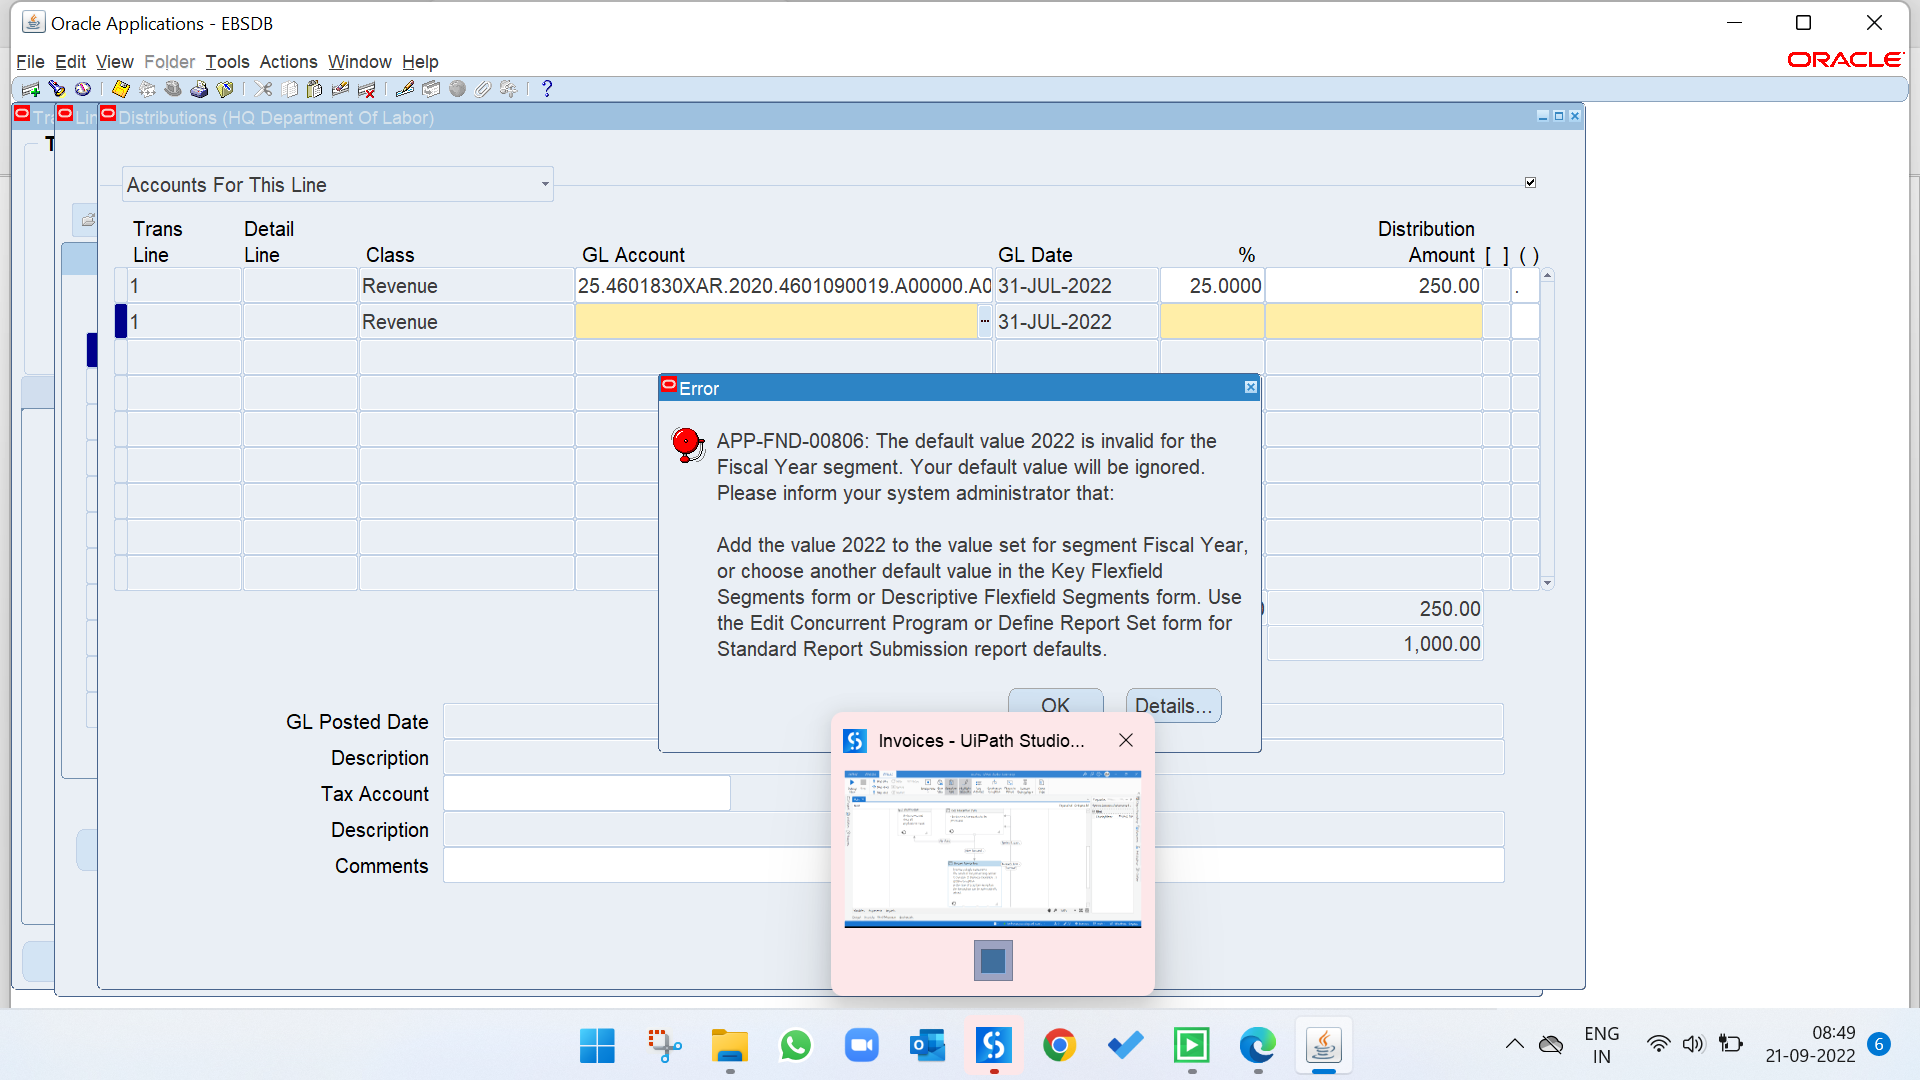 Oracle Applications - EBSDB
File Edit View Folder Tools Actions Window Help
ORACLE
Distributions (HQ Department Of Labor)
Accounts For This Line
Trans Line
Detail Line
Class
GL Account
GL Date
%
Distribution Amount
[ ]
( )
1 Revenue 25.4601830XAR.2020.4601090019.A00000.A0 31-JUL-2022 25.0000 250.00 .
1 Revenue ... 31-JUL-2022
Error
APP-FND-00806: The default value 2022 is invalid for the
Fiscal Year segment. Your default value will be ignored.
Please inform your system administrator that:
Add the value 2022 to the value set for segment Fiscal Year,
or choose another default value in the Key Flexfield
Segments form or Descriptive Flexfield Segments form. Use
the Edit Concurrent Program or Define Report Set form for
Standard Report Submission report defaults.
OK
Details...
250.00
1,000.00
GL Posted Date
Description
Tax Account
Description
Comments
Invoices - UiPath Studio...
ENG
IN
08:49
21-09-2022
6